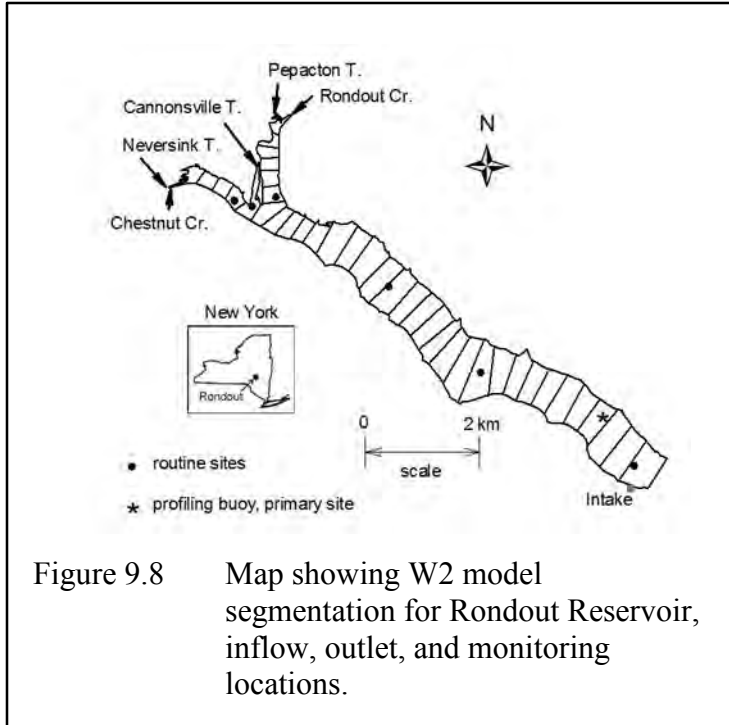 Pepacton T.
Rondout Cr.
Cannonsville T.
Neversink T.
Chestnut Cr.
N
New York
Rondout
0 2 km
scale
• routine sites
* profiling buoy, primary site
Intake
Figure 9.8 Map showing W2 model
segmentation for Rondout Reservoir,
inflow, outlet, and monitoring
locations.